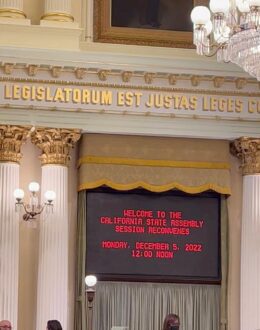 LEGISLATORUM EST JUSTAS LEGES
WELCOME TO THE
CALIFORNIA STATE ASSEMBLY
SESSION RECONVENES
MONDAY, DECEMBER 5, 2022
12:00 NOON